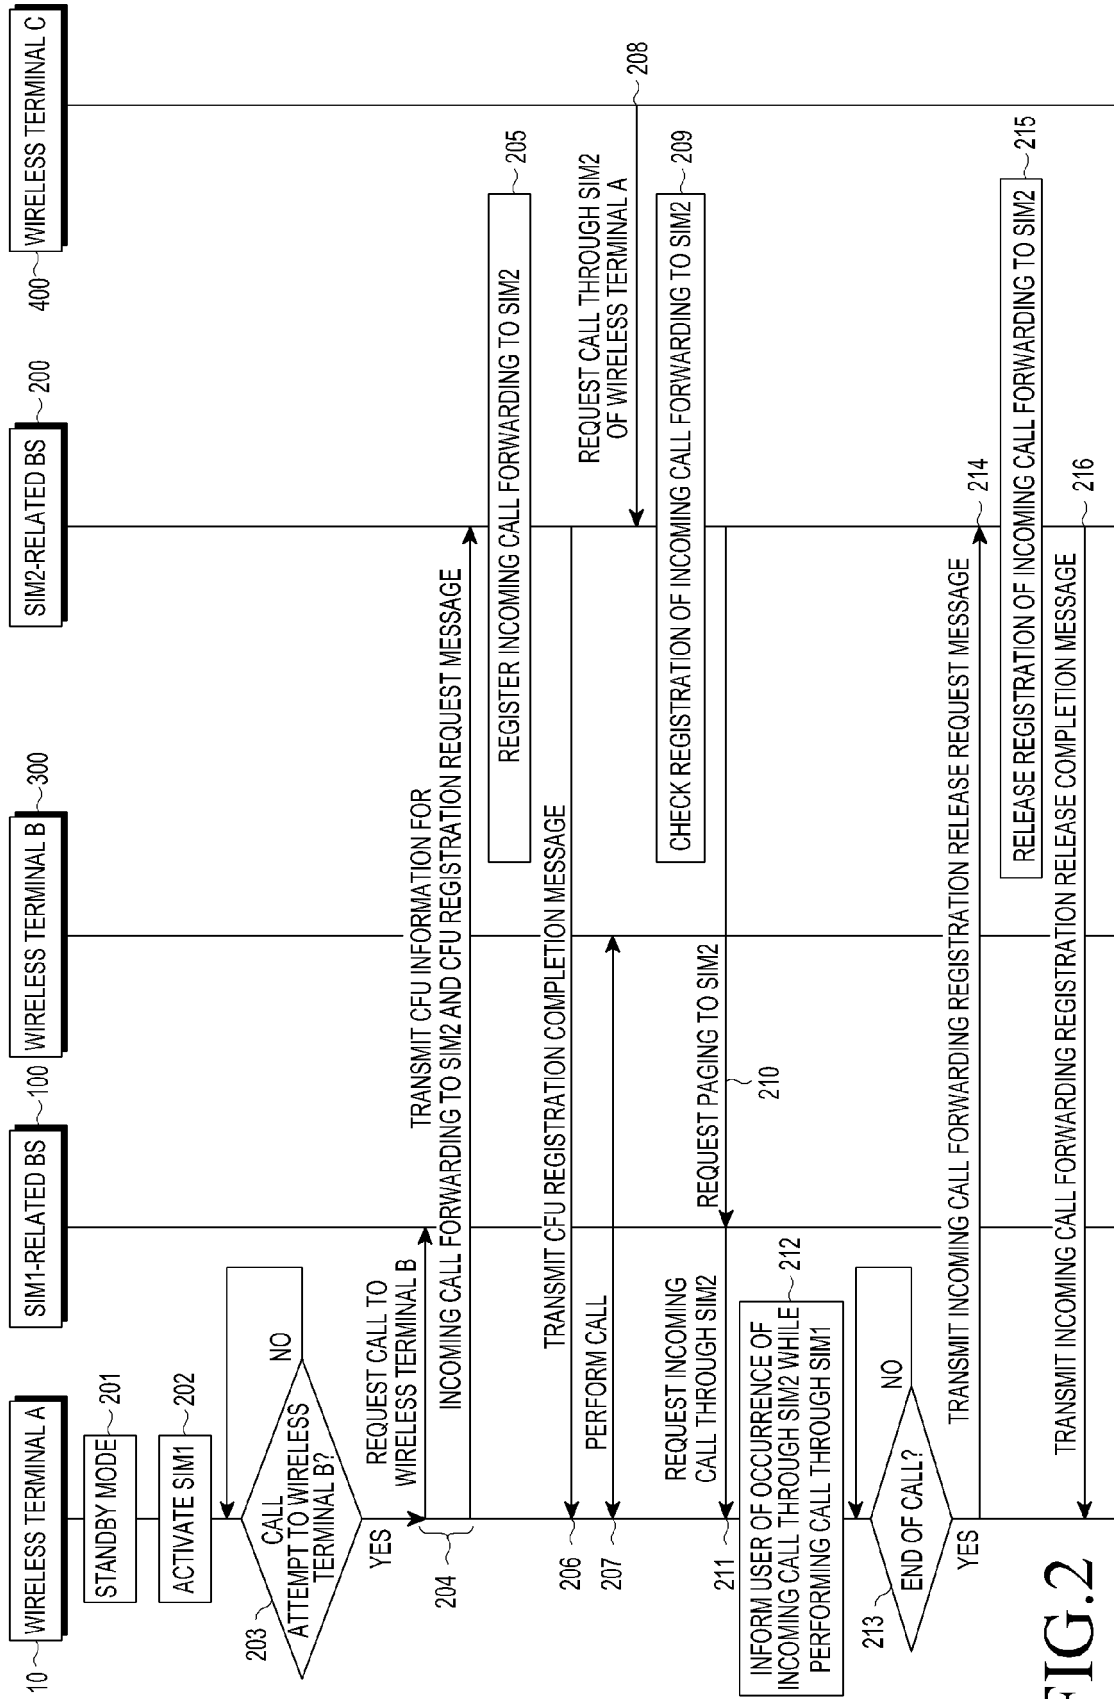 10
WIRELESS TERMINAL A
SIM1-RELATED BS
100
WIRELESS TERMINAL B
300
SIM2-RELATED BS
200
400
WIRELESS TERMINAL C
STANDBY MODE
201
ACTIVATE SIM1
202
203
CALL
ATTEMPT TO WIRELESS
TERMINAL B?
NO
YES
REQUEST CALL TO
WIRELESS TERMINAL B
204
TRANSMIT CFU INFORMATION FOR
INCOMING CALL FORWARDING TO SIM2 AND CFU REGISTRATION REQUEST MESSAGE
REGISTER INCOMING CALL FORWARDING TO SIM2
205
TRANSMIT CFU REGISTRATION COMPLETION MESSAGE
206
PERFORM CALL
207
REQUEST CALL THROUGH SIM2
OF WIRELESS TERMINAL A
208
CHECK REGISTRATION OF INCOMING CALL FORWARDING TO SIM2
209
REQUEST PAGING TO SIM2
210
REQUEST INCOMING
CALL THROUGH SIM2
211
INFORM USER OF OCCURRENCE OF
INCOMING CALL THROUGH SIM2 WHILE
PERFORMING CALL THROUGH SIM1
212
213
END OF CALL?
NO
YES
TRANSMIT INCOMING CALL FORWARDING REGISTRATION RELEASE REQUEST MESSAGE
214
RELEASE REGISTRATION OF INCOMING CALL FORWARDING TO SIM2
215
TRANSMIT INCOMING CALL FORWARDING REGISTRATION RELEASE COMPLETION MESSAGE
216
FIG.2